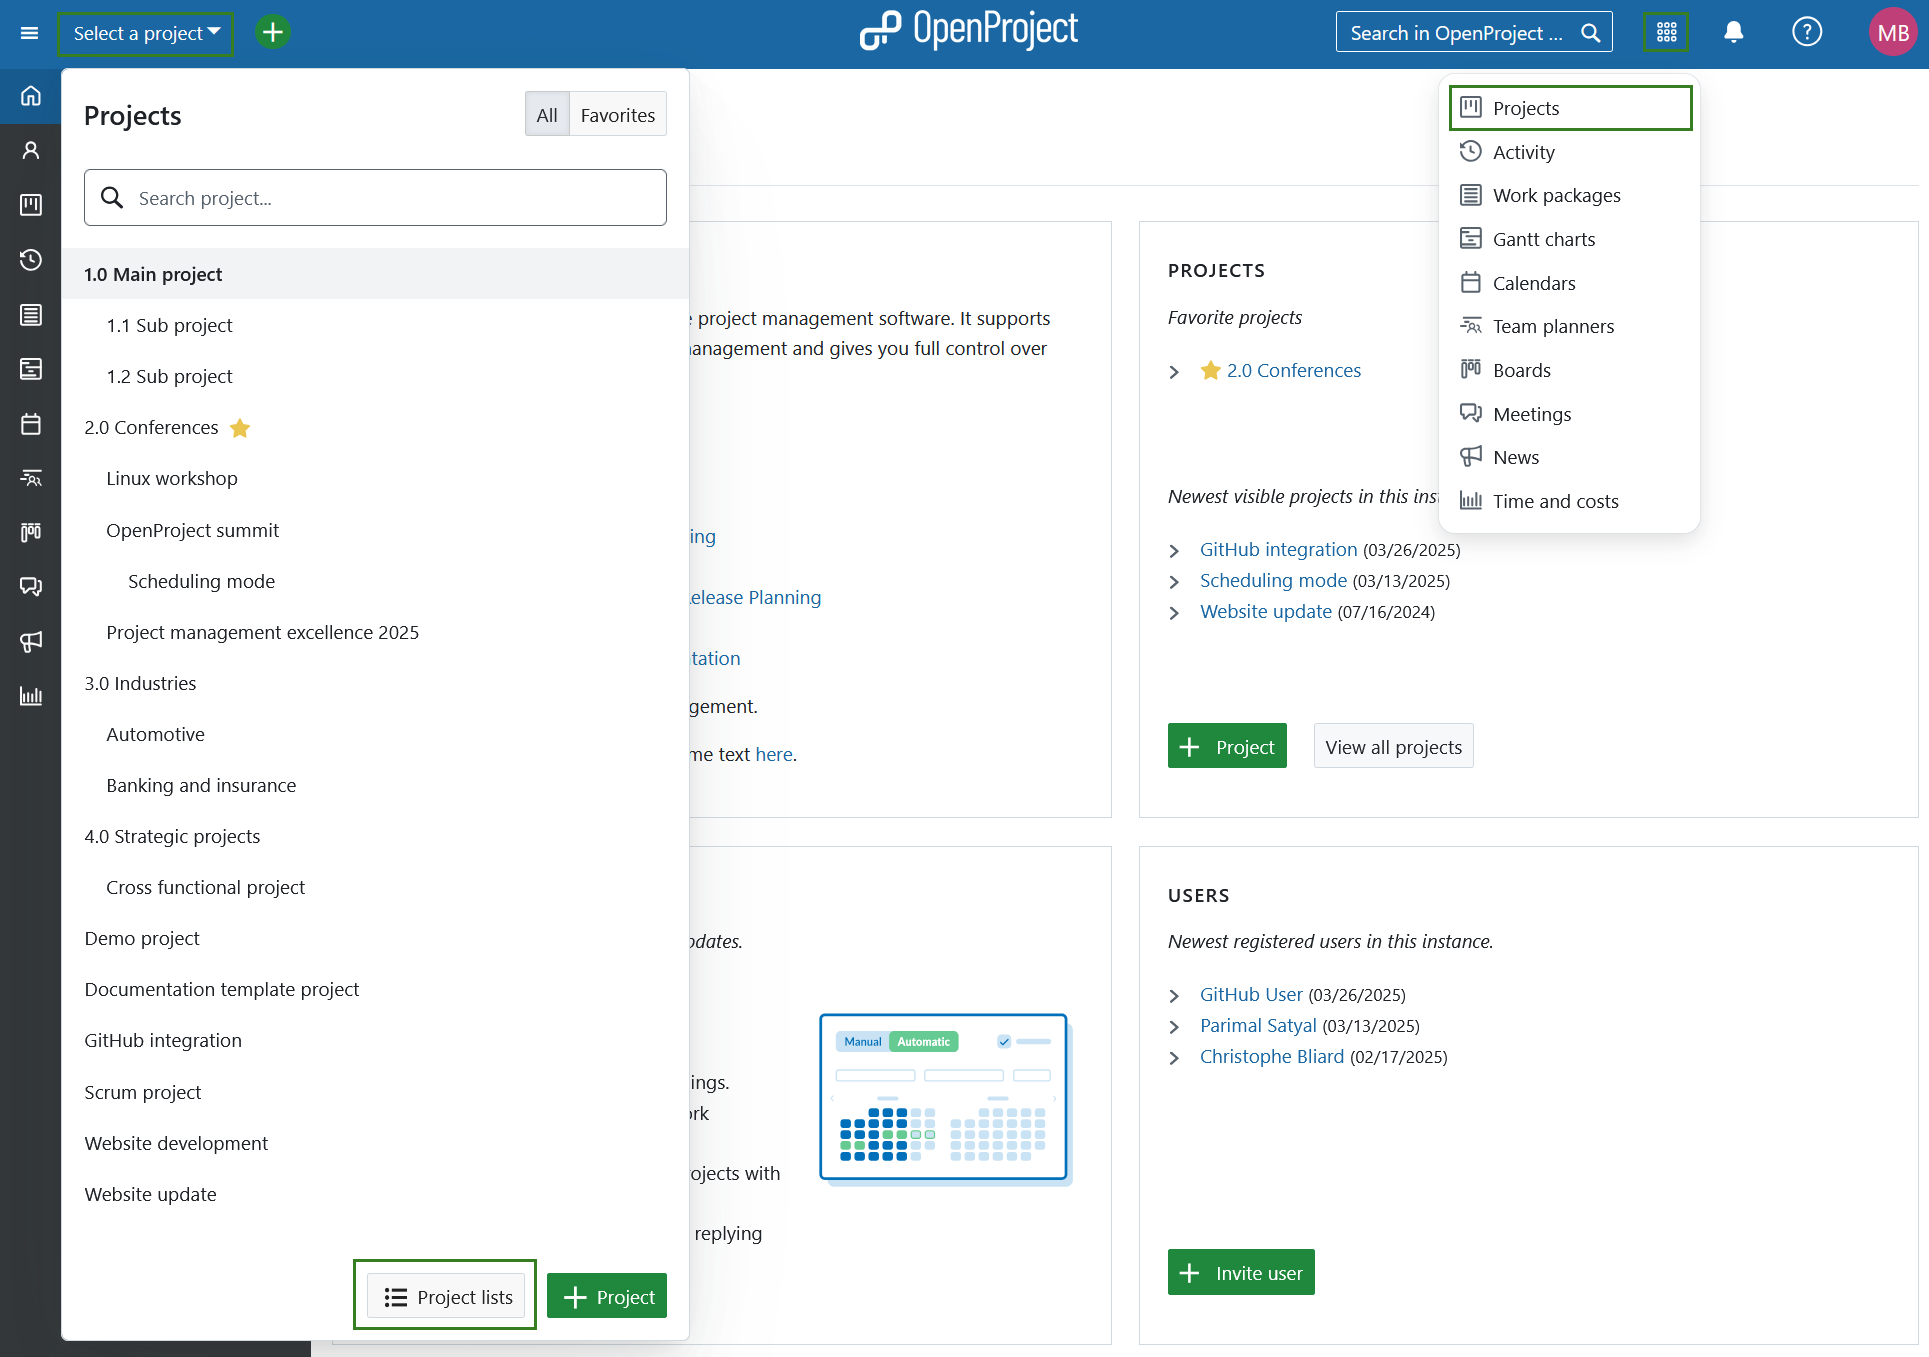 Select a project
OpenProject
Search in OpenProject ...
MB
Projects
All
Favorites
Search project...
1.0 Main project
1.1 Sub project
1.2 Sub project
2.0 Conferences
Linux workshop
OpenProject summit
Scheduling mode
Project management excellence 2025
3.0 Industries
Automotive
Banking and insurance
4.0 Strategic projects
Cross functional project
Demo project
Documentation template project
GitHub integration
Scrum project
Website development
Website update
Project lists
Project
project management software. It supports
anagement and gives you full control over
ing
elease Planning
tation
gement.
me text here.
PROJECTS
Favorite projects
2.0 Conferences
Newest visible projects in this inst
GitHub integration (03/26/2025)
Scheduling mode (03/13/2025)
Website update (07/16/2024)
Project
View all projects
Projects
Activity
Work packages
Gantt charts
Calendars
Team planners
Boards
Meetings
News
Time and costs
dates.
ings.
rk
ojects with
replying
Manual
Automatic
USERS
Newest registered users in this instance.
GitHub User (03/26/2025)
Parimal Satyal (03/13/2025)
Christophe Bliard (02/17/2025)
Invite user